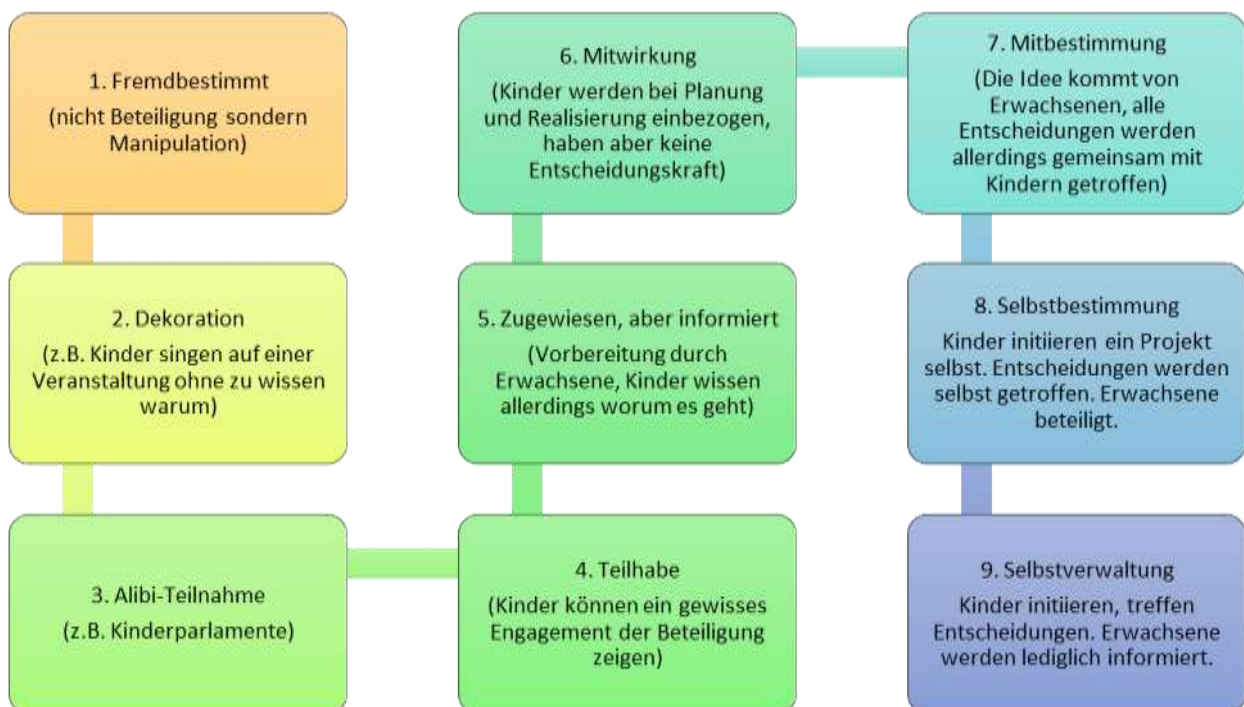 1. Fremdbestimmt
(nicht Beteiligung sondern
Manipulation)
2. Dekoration
(z.B. Kinder singen auf einer
Veranstaltung ohne zu wissen
warum)
3. Alibi-Teilnahme
(z.B. Kinderparlamente)
4. Teilhabe
(Kinder können ein gewisses
Engagement der Beteiligung
zeigen)
5. Zugewiesen, aber informiert
(Vorbereitung durch
Erwachsene, Kinder wissen
allerdings worum es geht)
6. Mitwirkung
(Kinder werden bei Planung
und Realisierung einbezogen,
haben aber keine
Entscheidungskraft)
7. Mitbestimmung
(Die Idee kommt von
Erwachsenen, alle
Entscheidungen werden
allerdings gemeinsam mit
Kindern getroffen)
8. Selbstbestimmung
Kinder initiieren ein Projekt
selbst. Entscheidungen werden
selbst getroffen. Erwachsene
beteiligt.
9. Selbstverwaltung
Kinder initiieren, treffen
Entscheidungen. Erwachsene
werden lediglich informiert.